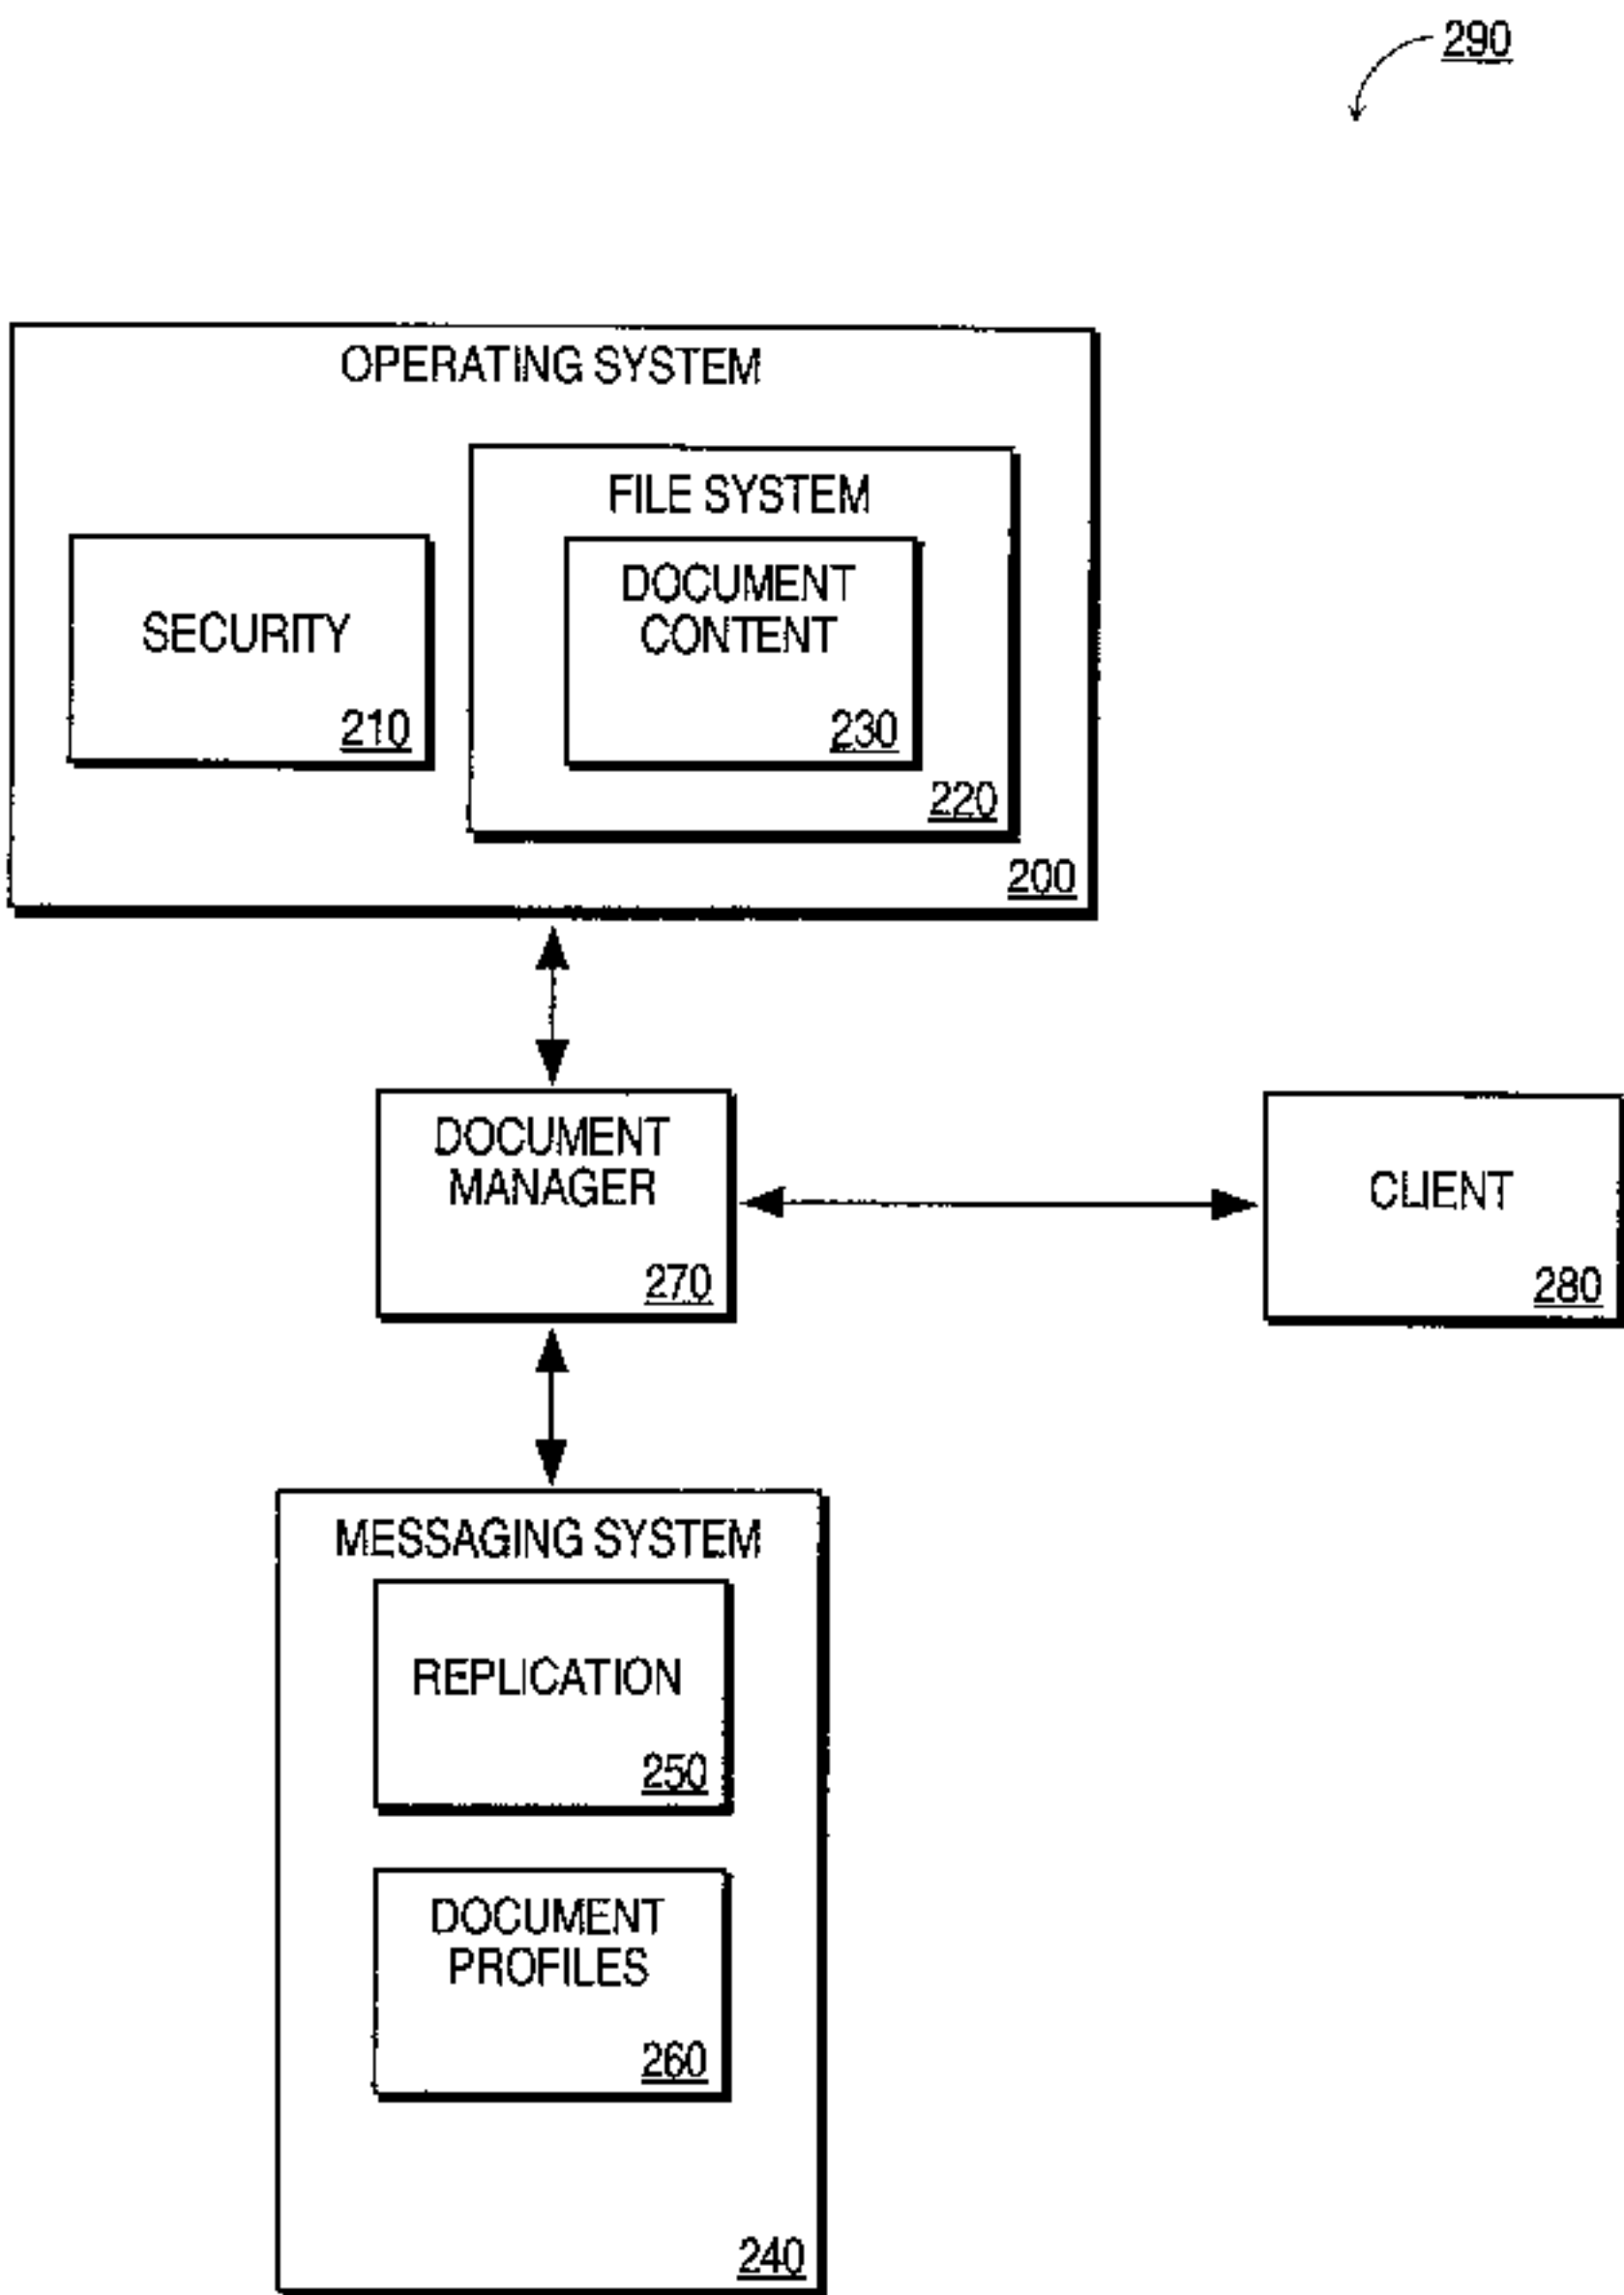 290
OPERATING SYSTEM
FILE SYSTEM
DOCUMENT
CONTENT
SECURITY
210
230
220
200
DOCUMENT
MANAGER
270
CLIENT
280
MESSAGING SYSTEM
REPLICATION
250
DOCUMENT
PROFILES
260
240